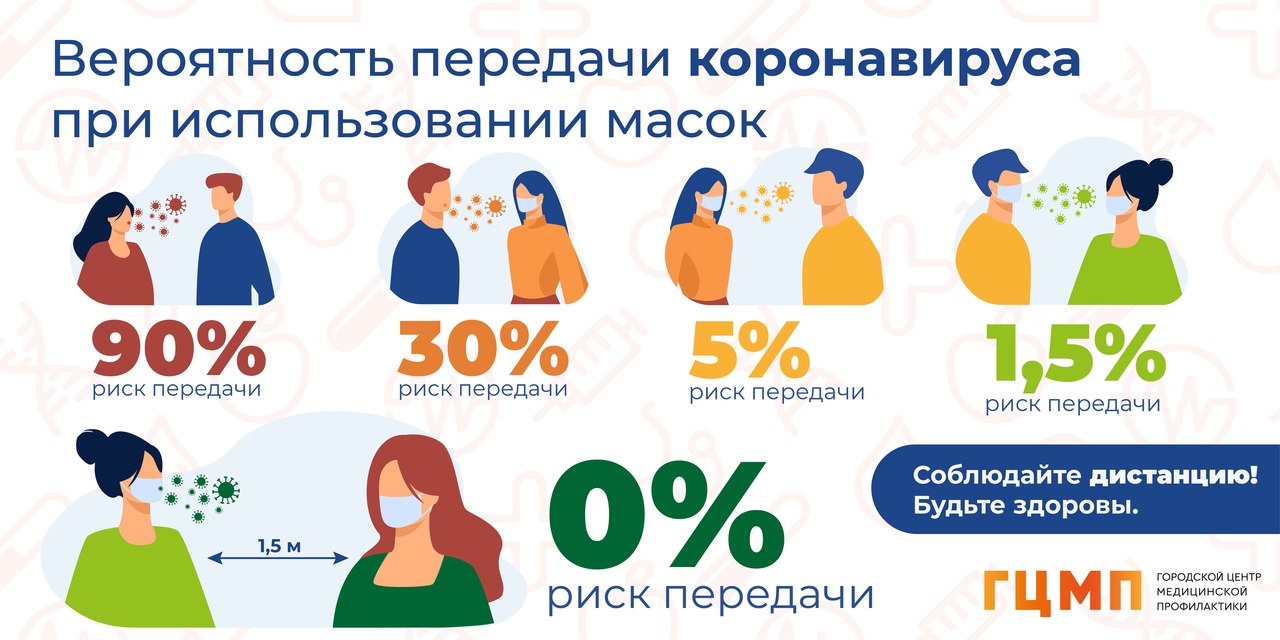 Вероятность передачи коронавируса
при использовании масок
90%
риск передачи
30%
риск передачи
5%
риск передачи
1,5%
риск передачи
1,5 м
0%
риск передачи
Соблюдайте дистанцию!
Будьте здоровы.
ГЦМП
ГОРОДСКОЙ ЦЕНТР
МЕДИЦИНСКОЙ
ПРОФИЛАКТИКИ